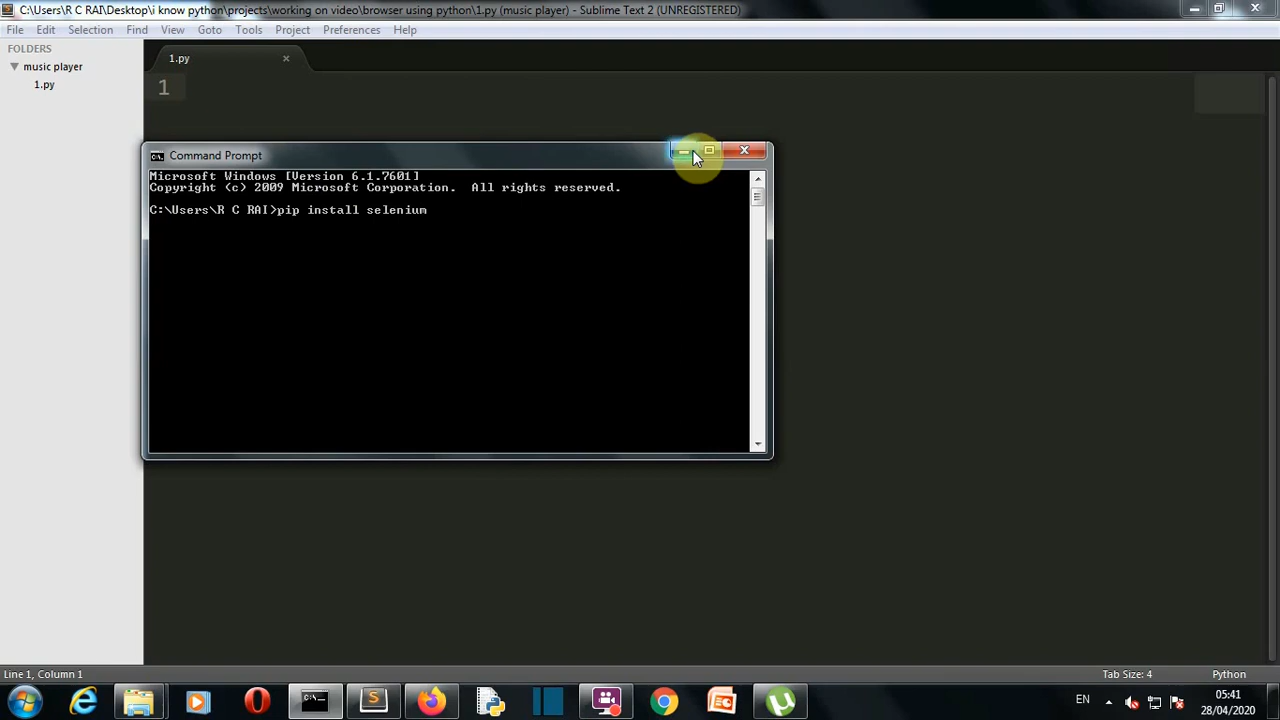 C:\Users\R C RAI\Desktop\i know python\projects\working on video\browser using python\1.py (music player) - Sublime Text 2 (UNREGISTERED)
File Edit Selection Find View Goto Tools Project Preferences Help
FOLDERS
music player
1.py
1.py
1
Command Prompt
Microsoft Windows [Version 6.1.7601]
Copyright (c) 2009 Microsoft Corporation.  All rights reserved.
C:\Users\R C RAI>pip install selenium
Line 1, Column 1
Tab Size: 4
Python
EN
05:41
28/04/2020